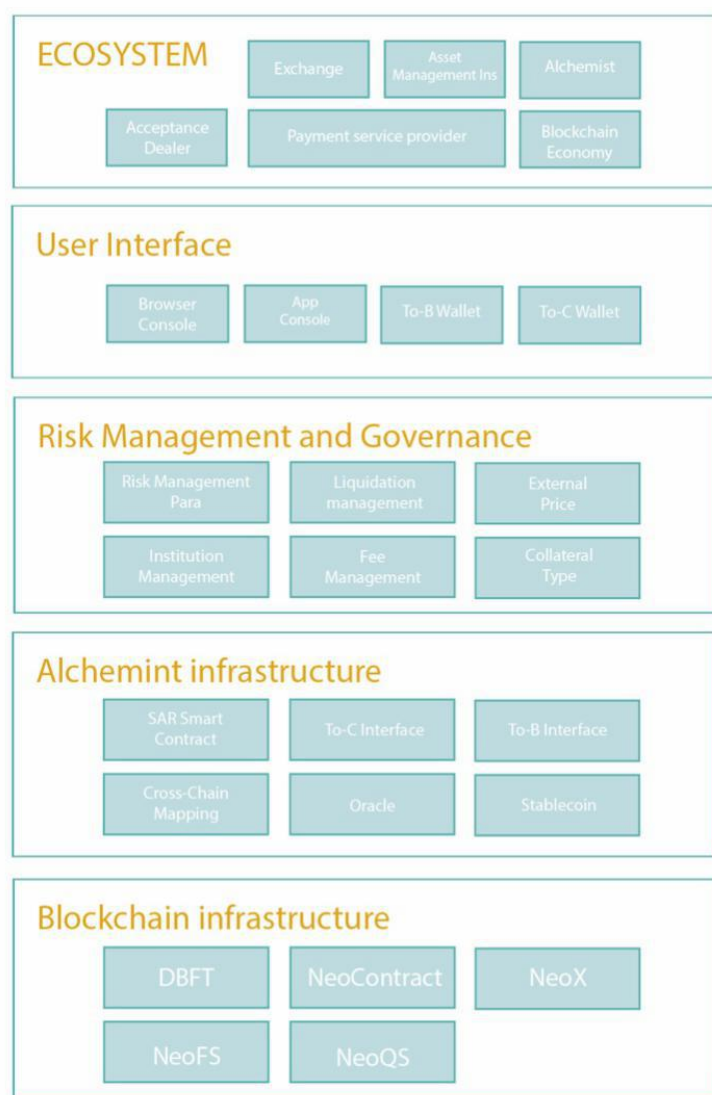 ECOSYSTEM
Exchange
Asset
Management Ins
Alchemist
Acceptance
Dealer
Payment service provider
Blockchain
Economy
User Interface
Browser
Console
App
Console
To-B Wallet
To-C Wallet
Risk Management and Governance
Risk Management
Para
Liquidation
management
External
Price
Institution
Management
Fee
Management
Collateral
Type
Alchemint infrastructure
SAR Smart
Contract
To-C Interface
To-B Interface
Cross-Chain
Mapping
Oracle
Stablecoin
Blockchain infrastructure
DBFT
NeoContract
NeoX
NeoFS
NeoQS